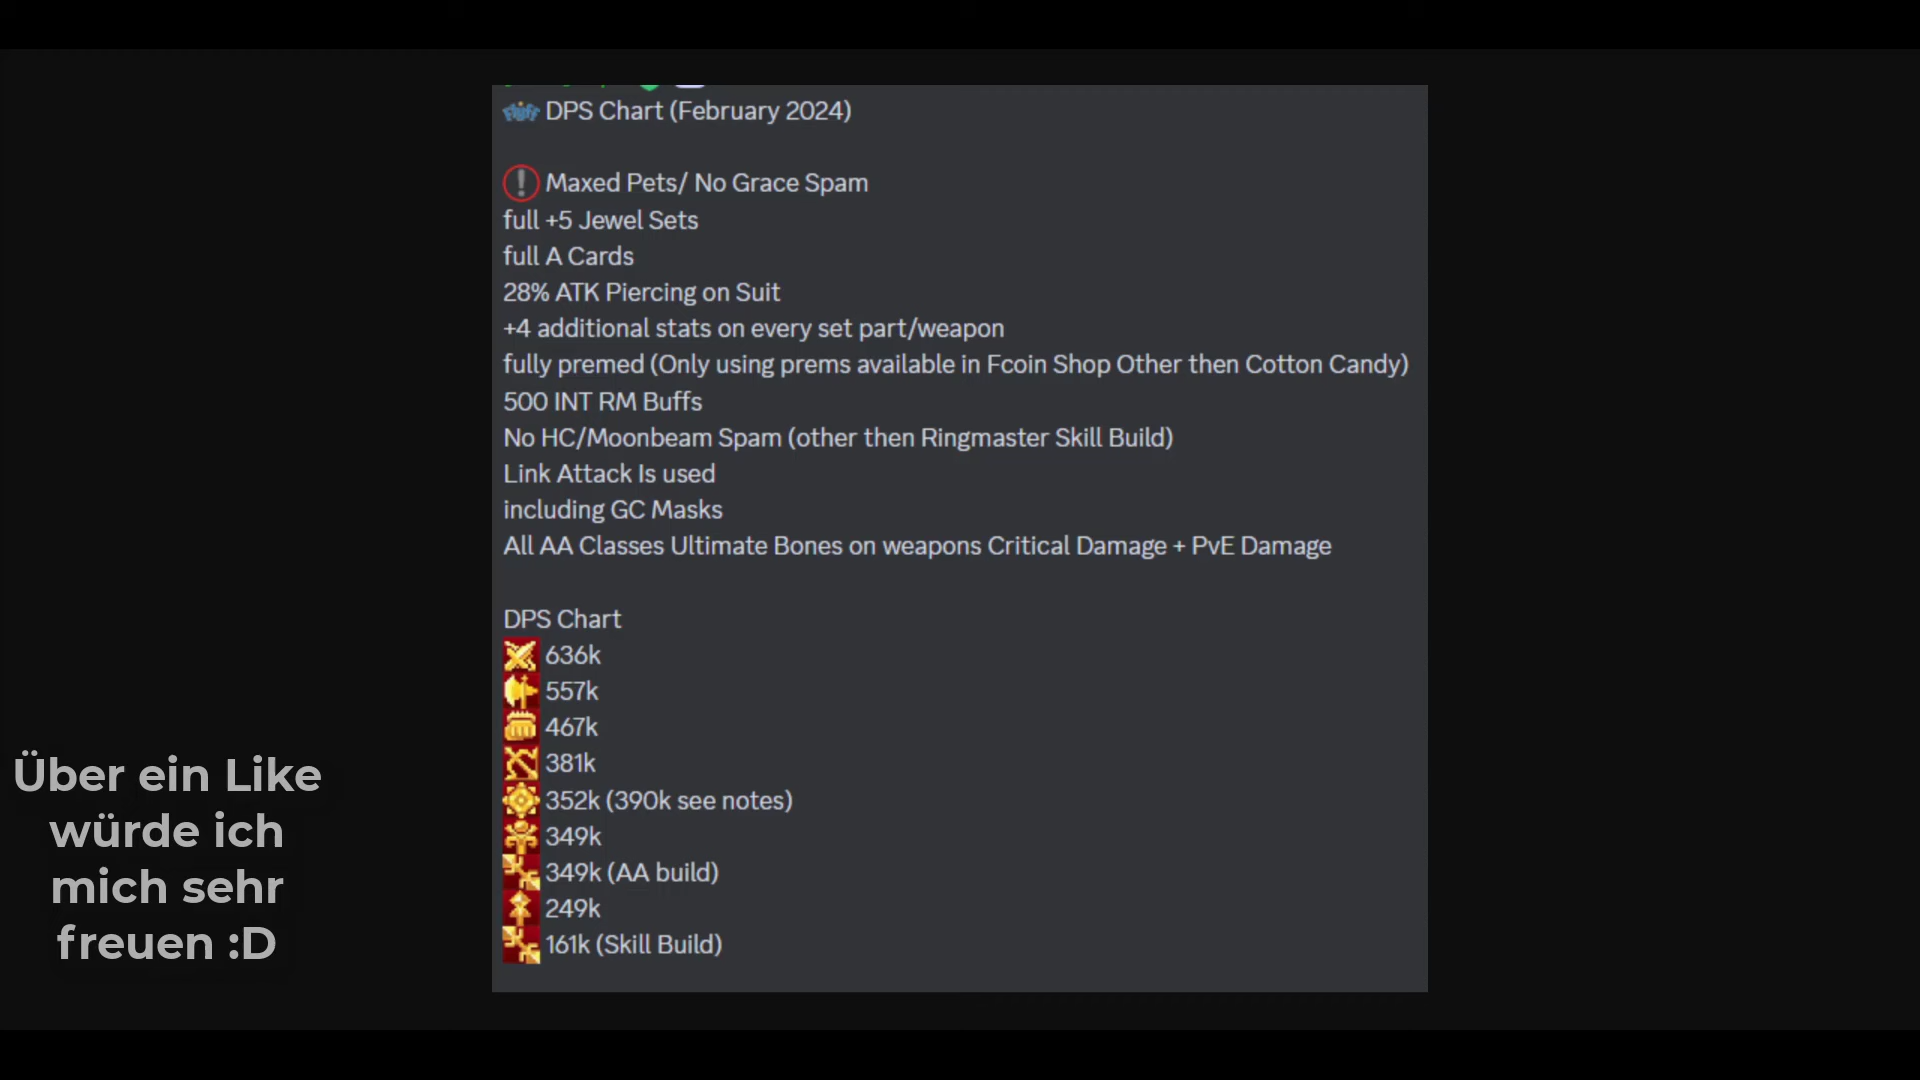 DPS Chart (February 2024)
Maxed Pets/ No Grace Spam
full +5 Jewel Sets
full A Cards
28% ATK Piercing on Suit
+4 additional stats on every set part/weapon
fully premed (Only using prems available in Fcoin Shop Other then Cotton Candy)
500 INT RM Buffs
No HC/Moonbeam Spam (other then Ringmaster Skill Build)
Link Attack Is used
including GC Masks
All AA Classes Ultimate Bones on weapons Critical Damage + PvE Damage
DPS Chart
636k
557k
467k
381k
352k (390k see notes)
349k
349k (AA build)
249k
161k (Skill Build)
Über ein Like
würde ich
mich sehr
freuen :D